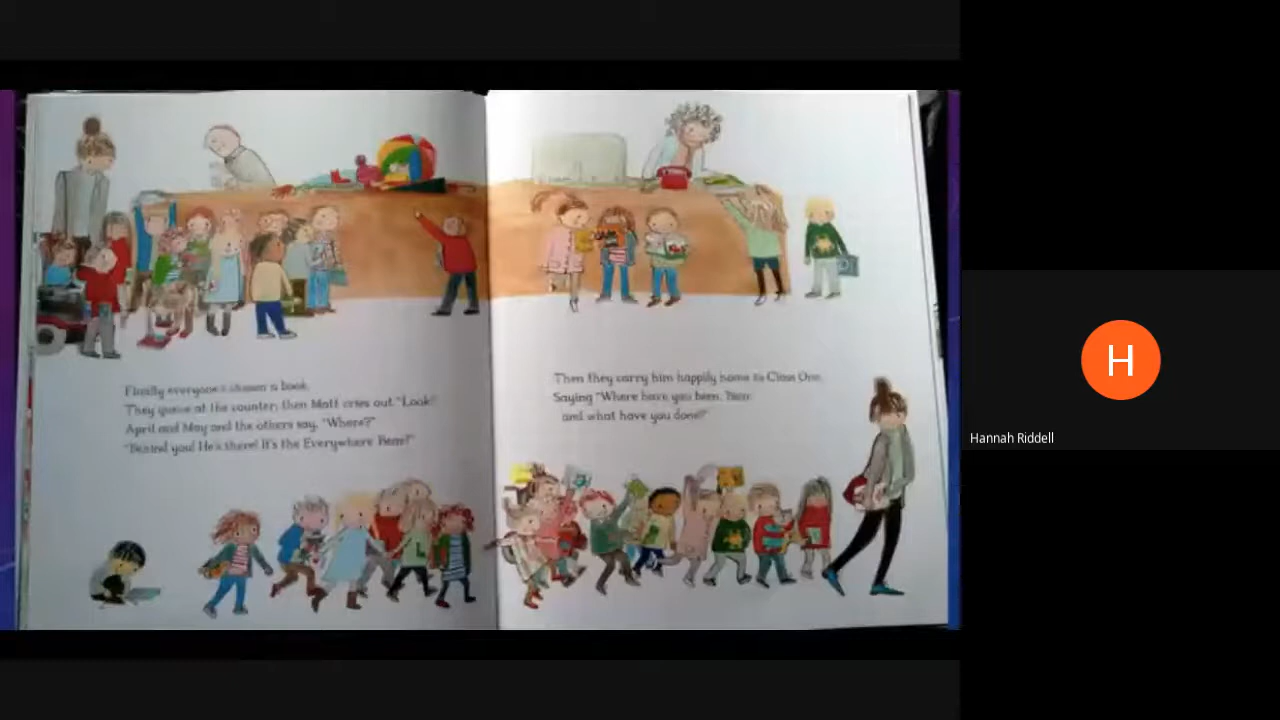 Finally everyone's chosen a book.
They queue at the counter, then Matt cries out "Look!"
April and May and the others say, "Where?"
"Behind you! He's there! It's the Everywhere Bear!"
Then they carry him happily home to Class One,
Saying "Where have you been, Bear,
and what have you done?"
H
Hannah Riddell